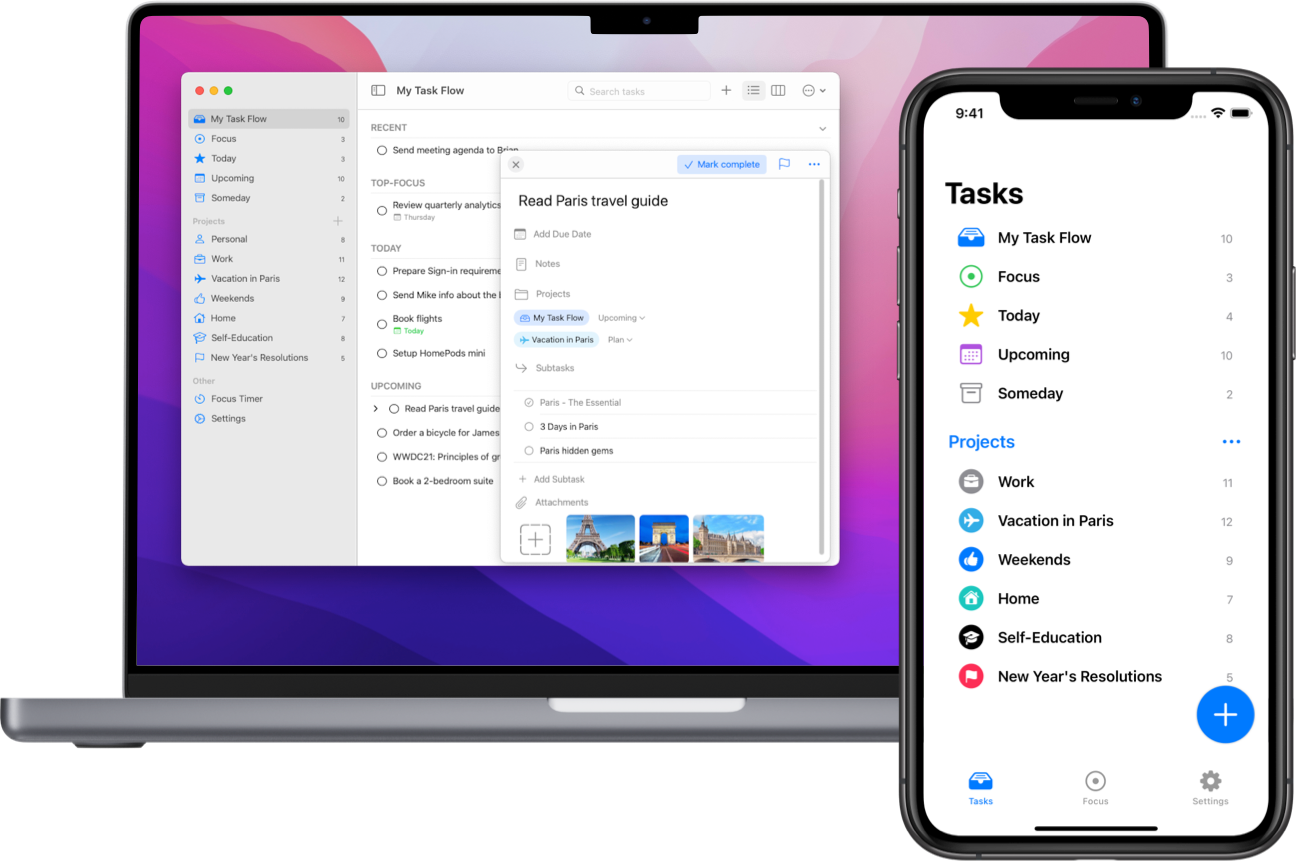 My Task Flow
Search tasks
My Task Flow 10
Focus 3
Today 3
Upcoming 10
Someday 2
Projects
Personal 8
Work 11
Vacation in Paris 12
Weekends 9
Home 7
Self-Education 8
New Year's Resolutions 5
Other
Focus Timer
Settings
RECENT
Send meeting agenda to Brian
TOP-FOCUS
Review quarterly analytics
Thursday
TODAY
Prepare Sign-in requireme
Send Mike info about the
Book flights
Today
Setup HomePods mini
UPCOMING
Read Paris travel guide
Order a bicycle for James
WWDC21: Principles of gr
Book a 2-bedroom suite
Mark complete
Read Paris travel guide
Add Due Date
Notes
Projects
My Task Flow Upcoming
Vacation in Paris Plan
Subtasks
Paris - The Essential
3 Days in Paris
Paris hidden gems
Add Subtask
Attachments
9:41
Tasks
My Task Flow 10
Focus 3
Today 4
Upcoming 10
Someday 2
Projects
Work 11
Vacation in Paris 12
Weekends 9
Home 7
Self-Education 8
New Year's Resolutions 5
Tasks Focus Settings